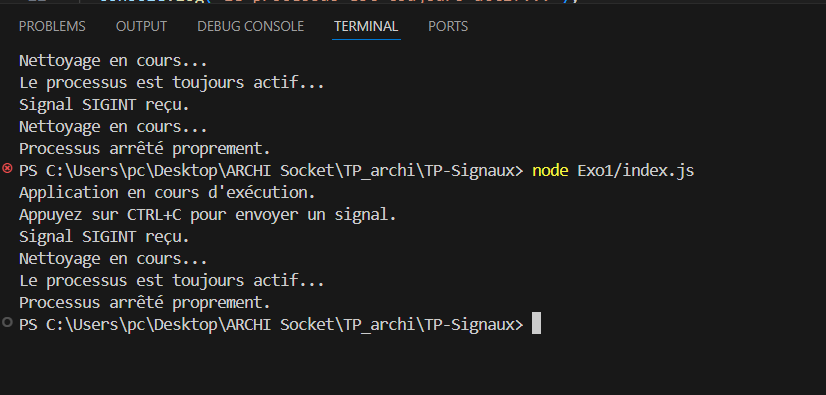 PROBLEMS OUTPUT DEBUG CONSOLE TERMINAL PORTS
Nettoyage en cours...
Le processus est toujours actif...
Signal SIGINT reçu.
Nettoyage en cours...
Processus arrêté proprement.
PS C:\Users\pc\Desktop\ARCHI Socket\TP_archi\TP-Signaux> node Exo1/index.js
Application en cours d'exécution.
Appuyez sur CTRL+C pour envoyer un signal.
Signal SIGINT reçu.
Nettoyage en cours...
Le processus est toujours actif...
Processus arrêté proprement.
PS C:\Users\pc\Desktop\ARCHI Socket\TP_archi\TP-Signaux>